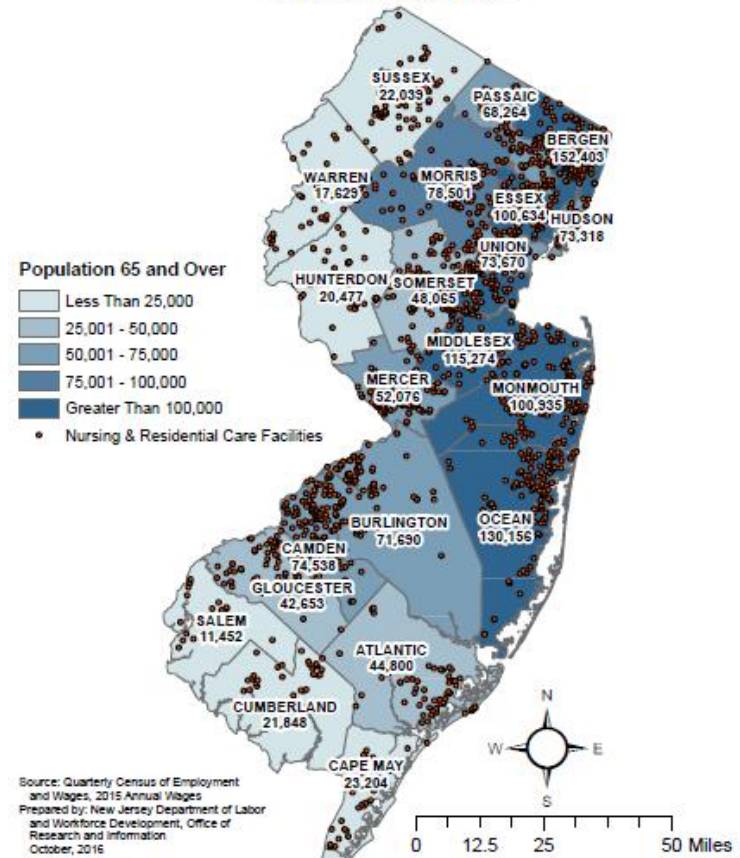 SUSSEX
22,039
PASSAIC
68,264
BERGEN
152,403
WARREN
17,629
MORRIS
78,501
ESSEX
100,634
HUDSON
73,318
UNION
73,670
Population 65 and Over
Less Than 25,000
25,001 - 50,000
50,001 - 75,000
75,001 - 100,000
Greater Than 100,000
Nursing & Residential Care Facilities
HUNTERDON
20,477
SOMERSET
48,065
MIDDLESEX
115,274
MERCER
52,076
MONMOUTH
100,935
BURLINGTON
71,690
OCEAN
130,156
CAMDEN
74,538
GLOUCESTER
42,653
SALEM
11,452
ATLANTIC
44,800
CUMBERLAND
21,848
CAPE MAY
23,204
N
W
E
S
Source: Quarterly Census of Employment
and Wages, 2015 Annual Wages
Prepared by: New Jersey Department of Labor
and Workforce Development, Office of
Research and Information
October, 2016
0 12.5 25 50 Miles